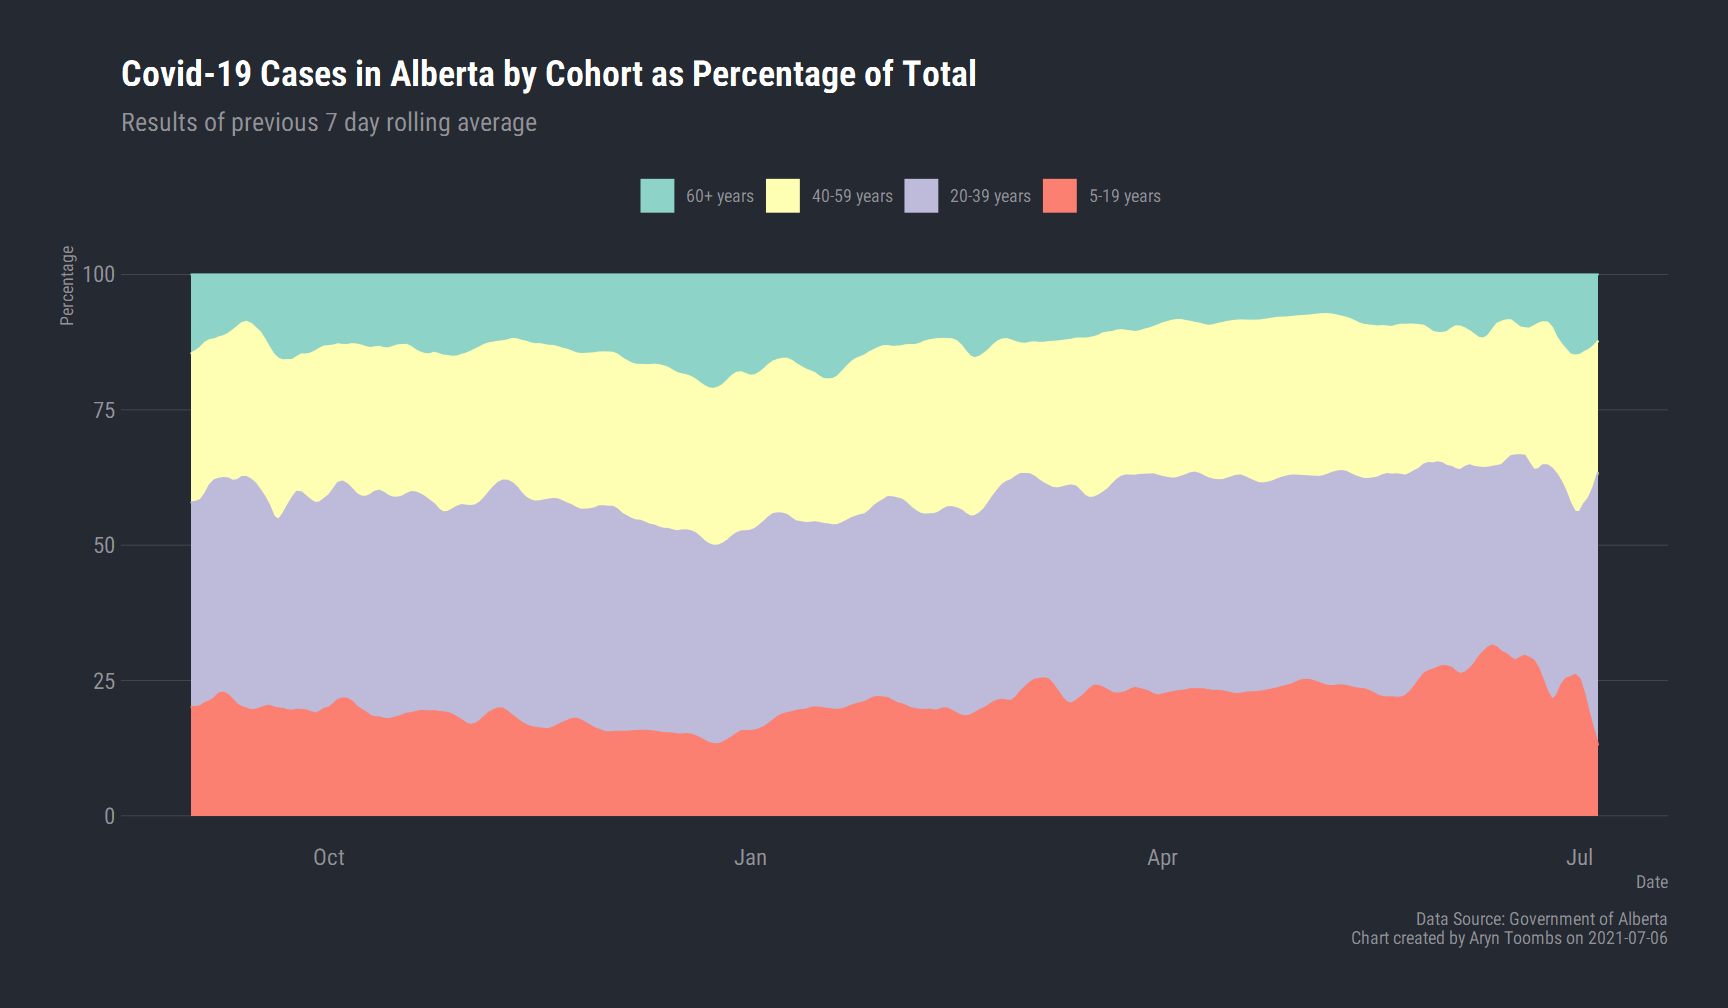 Covid-19 Cases in Alberta by Cohort as Percentage of Total
Results of previous 7 day rolling average
60+ years 40-59 years 20-39 years 5-19 years
Percentage
100
75
50
25
0
Oct Jan Apr Jul
Date
Data Source: Government of Alberta
Chart created by Aryn Toombs on 2021-07-06